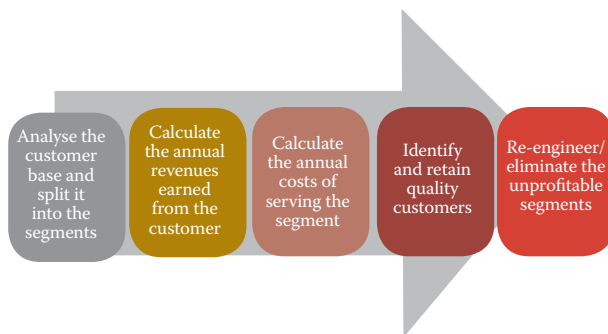 Analyse the
customer
base and
split it
into the
segments
Calculate
the annual
revenues
earned
from the
customer
Calculate
the annual
costs of
serving the
segment
Identify
and retain
quality
customers
Re-engineer/
eliminate the
unprofitable
segments